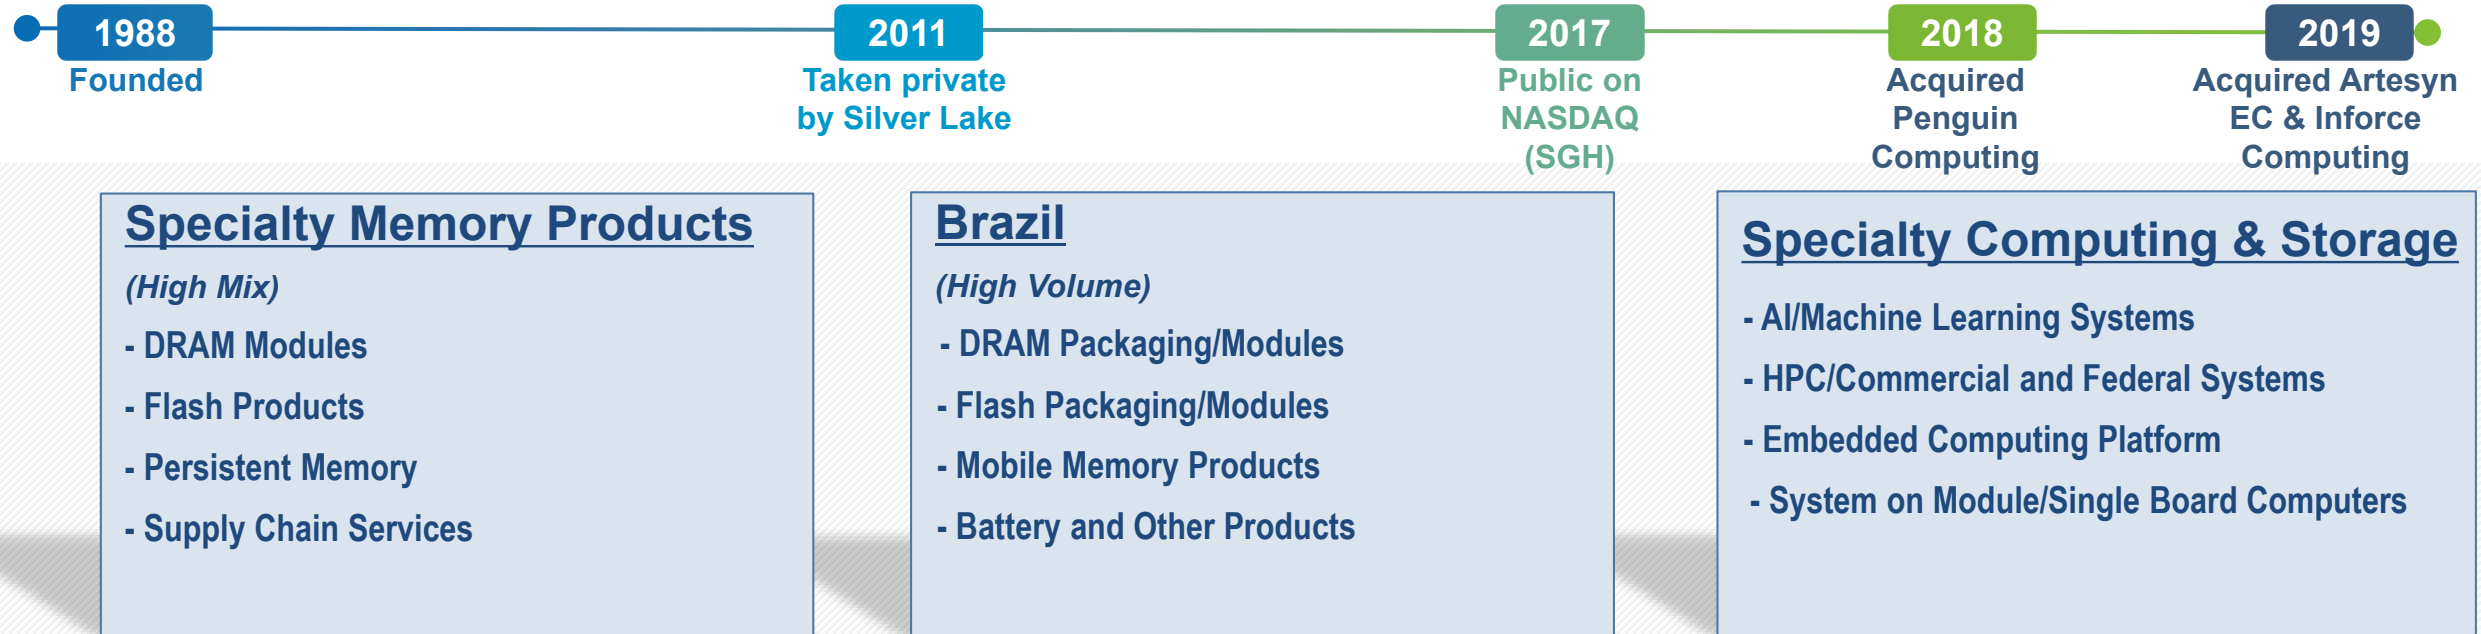 1988
Founded
2011
Taken private
by Silver Lake
2017
Public on
NASDAQ
(SGH)
2018
Acquired
Penguin
Computing
2019
Acquired Artesyn
EC & Inforce
Computing
Specialty Memory Products
(High Mix)
- DRAM Modules
- Flash Products
- Persistent Memory
- Supply Chain Services
Brazil
(High Volume)
- DRAM Packaging/Modules
- Flash Packaging/Modules
- Mobile Memory Products
- Battery and Other Products
Specialty Computing & Storage
- AI/Machine Learning Systems
- HPC/Commercial and Federal Systems
- Embedded Computing Platform
- System on Module/Single Board Computers